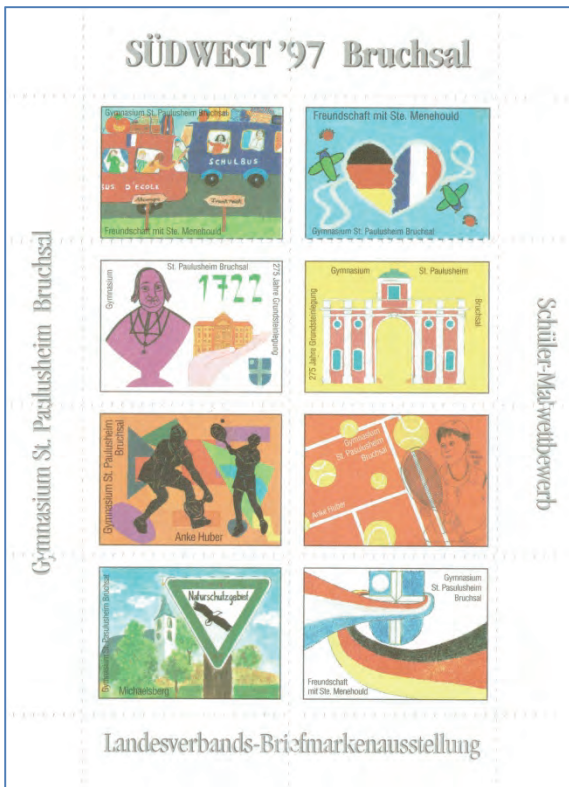 SÜDWEST '97 Bruchsal
Gymnasium St. Paulusheim Bruchsal
Schüler-Malwettbewerb
Gymnasium St. Paulusheim Bruchsal
SCHULBUS
US D'ECOLE
Freundschaft mit Ste. Menehould
Freundschaft mit Ste. Menehould
Gymnasium St. Paulusheim Bruchsal
Gymnasium
St. Paulusheim Bruchsal
1722
275 Jahre Grundsteinlegung
Gymnasium St. Paulusheim
Bruchsal
275 Jahre Grundsteinlegung
Gymnasium St. Paulusheim
Bruchsal
Anke Huber
Gymnasium
St. Paulusheim
Bruchsal
Anke Huber
Gymnasium St. Paulusheim Bruchsal
Naturschutzgebiet
Michaelsberg
Gymnasium
St. Paulusheim
Bruchsal
Freundschaft
mit Ste. Menehould
Landesverbands-Briefmarkenausstellung